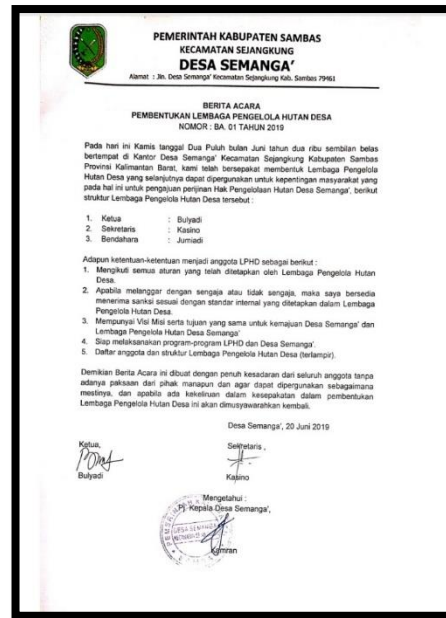 PEMERINTAH KABUPATEN SAMBAS
KECAMATAN SEJANGKUNG
DESA SEMANGA'
Alamat : Jln. Desa Semanga' Kecamatan Sejangkung Kab. Sambas 79461
BERITA ACARA
PEMBENTUKAN LEMBAGA PENGELOLA HUTAN DESA
NOMOR : BA. 01 TAHUN 2019
Pada hari ini Kamis tanggal Dua Puluh bulan Juni tahun dua ribu sembilan belas
bertempat di Kantor Desa Semanga' Kecamatan Sejangkung Kabupaten Sambas
Provinsi Kalimantan Barat, kami telah bersepakat membentuk Lembaga Pengelola
Hutan Desa yang selanjutnya dapat dipergunakan untuk kepentingan masyarakat yang
pada hal ini untuk pengajuan perijinan Hak Pengelolaan Hutan Desa Semanga', berikut
struktur Lembaga Pengelola Hutan Desa tersebut :
1. Ketua : Bulyadi
2. Sekretaris : Kasino
3. Bendahara : Jumiadi
Adapun ketentuan-ketentuan menjadi anggota LPHD sebagai berikut :
1. Mengikuti semua aturan yang telah ditetapkan oleh Lembaga Pengelola Hutan
Desa.
2. Apabila melanggar dengan sengaja atau tidak sengaja, maka saya bersedia
menerima sanksi sesuai dengan standar internal yang ditetapkan dalam Lembaga
Pengelola Hutan Desa.
3. Mempunyai Visi Misi serta tujuan yang sama untuk kemajuan Desa Semanga' dan
Lembaga Pengelola Hutan Desa Semanga'
4. Siap melaksanakan program-program LPHD dan Desa Semanga'.
5. Daftar anggota dan struktur Lembaga Pengelola Hutan Desa (terlampir).
Demikian Berita Acara ini dibuat dengan penuh kesadaran dari seluruh anggota tanpa
adanya paksaan dari pihak manapun dan agar dapat dipergunakan sebagaimana
mestinya, dan apabila ada kekeliruan dalam kesepakatan dalam pembentukan
Lembaga Pengelola Hutan Desa ini akan dimusyawarahkan kembali.
Desa Semanga', 20 Juni 2019
Ketua,
Sekretaris ,
Bulyadi
Kasino
Mengetahui :
Pj. Kepala Desa Semanga',
DESA SEMANGA
Kamran